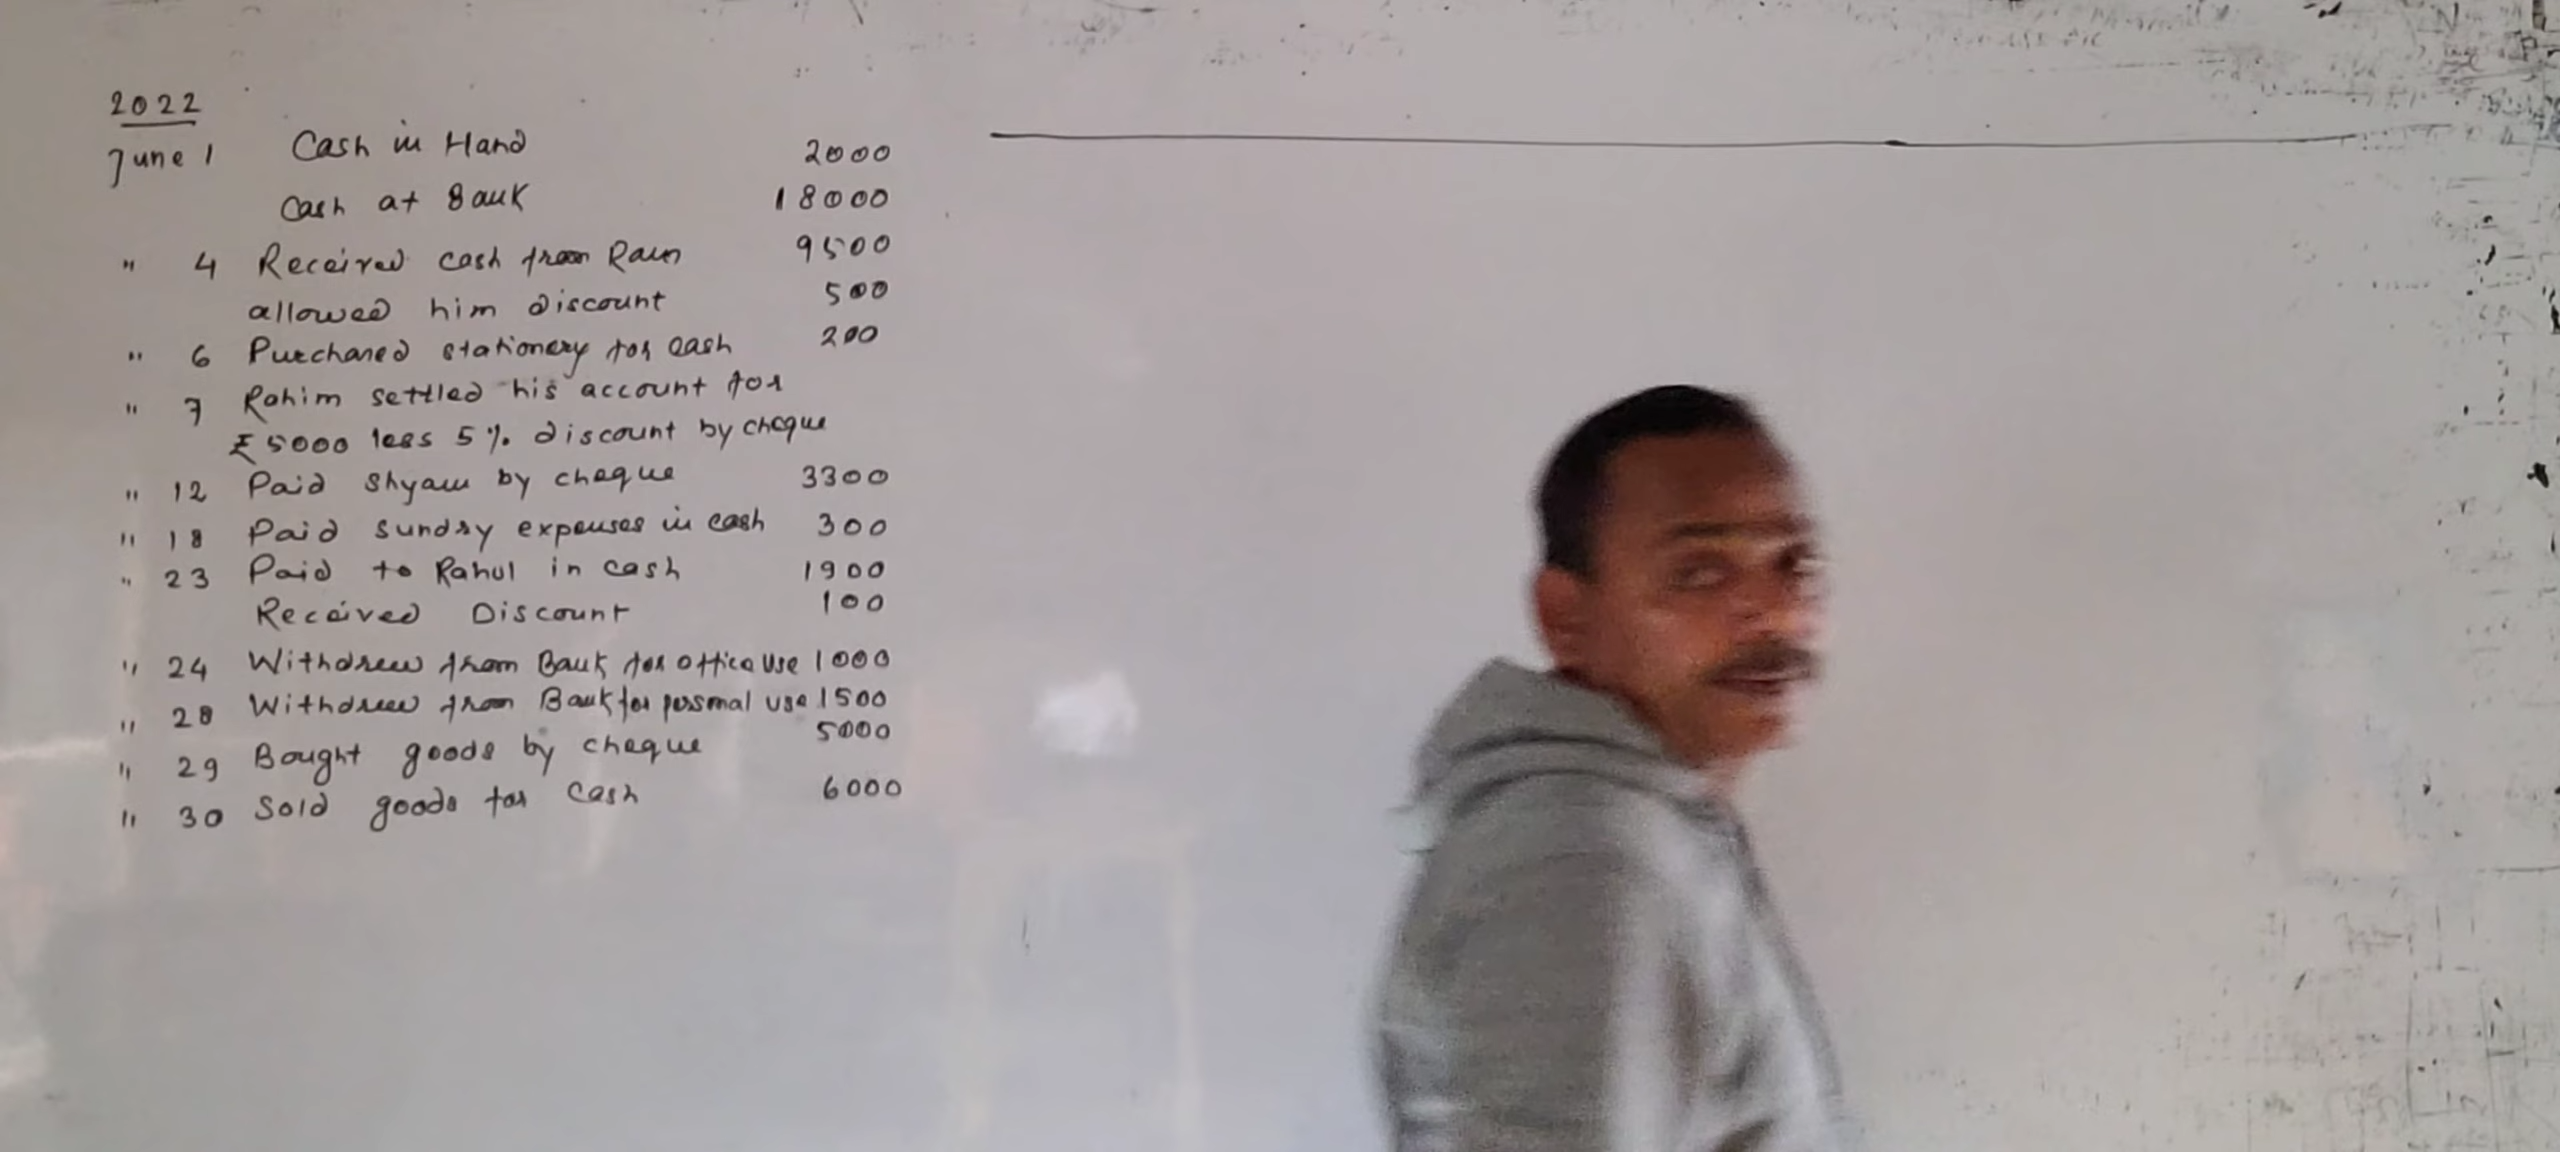 2022
June 1 Cash in Hand 2000
Cash at Bank 18000
" 4 Received cash from Ram 9500
allowed him discount 500
" 6 Purchased stationery for cash 200
" 7 Rahim settled his account for
₹ 5000 less 5% discount by cheque
" 12 Paid Shyam by cheque 3300
" 18 Paid sundry expenses in cash 300
" 23 Paid to Rahul in cash 1900
Received Discount 100
" 24 Withdrew from Bank for office use 1000
" 28 Withdrew from Bank for personal use 1500
" 29 Bought goods by cheque 5000
" 30 Sold goods for cash 6000